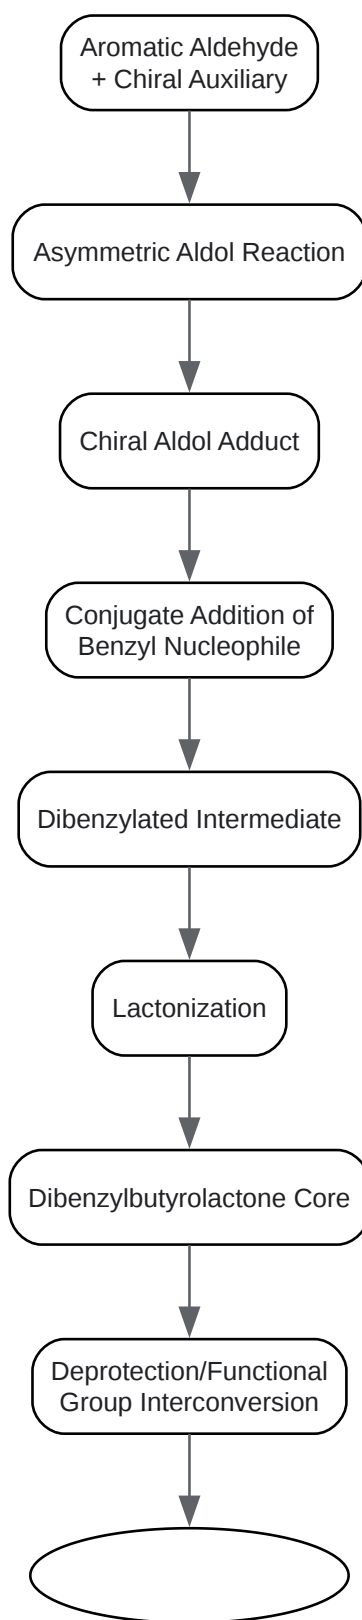 Aromatic Aldehyde
+ Chiral Auxiliary
Asymmetric Aldol Reaction
Chiral Aldol Adduct
Conjugate Addition of
Benzyl Nucleophile
Dibenzylated Intermediate
Lactonization
Dibenzylbutyrolactone Core
Deprotection/Functional
Group Interconversion